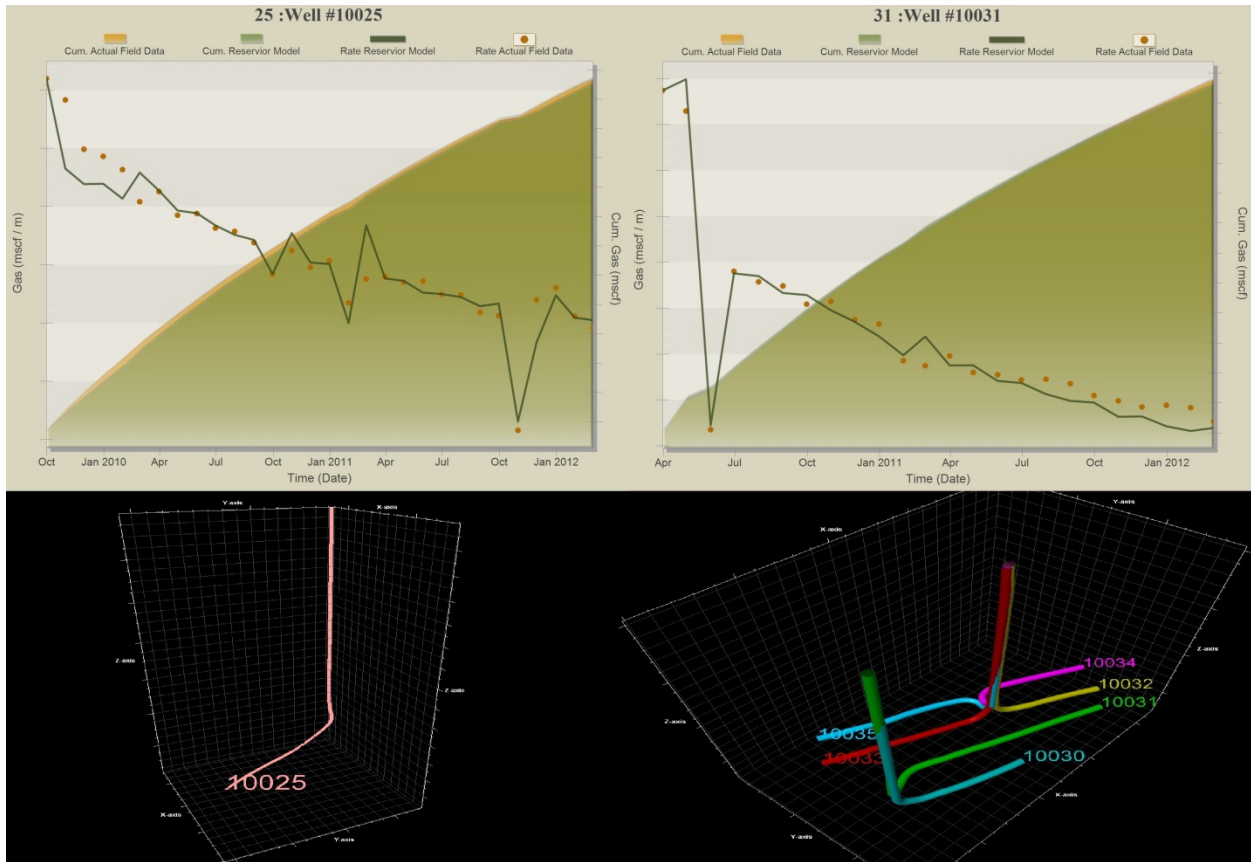 25 :Well #10025
Cum. Actual Field Data Cum. Reservior Model Rate Reservior Model Rate Actual Field Data
Gas (mscf / m)
Cum. Gas (mscf)
Oct Jan 2010 Apr Jul Oct Jan 2011 Apr Jul Oct Jan 2012
Time (Date)
31 :Well #10031
Cum. Actual Field Data Cum. Reservior Model Rate Reservior Model Rate Actual Field Data
Gas (mscf / m)
Cum. Gas (mscf)
Apr Jul Oct Jan 2011 Apr Jul Oct Jan 2012
Time (Date)
Y-axis X-axis
Z-axis
Z-axis
10025
X-axis
Y-axis
X-axis
Y-axis
Z-axis
10034
10032
10031
Z-axis
10035
10033
10030
X-axis
Y-axis